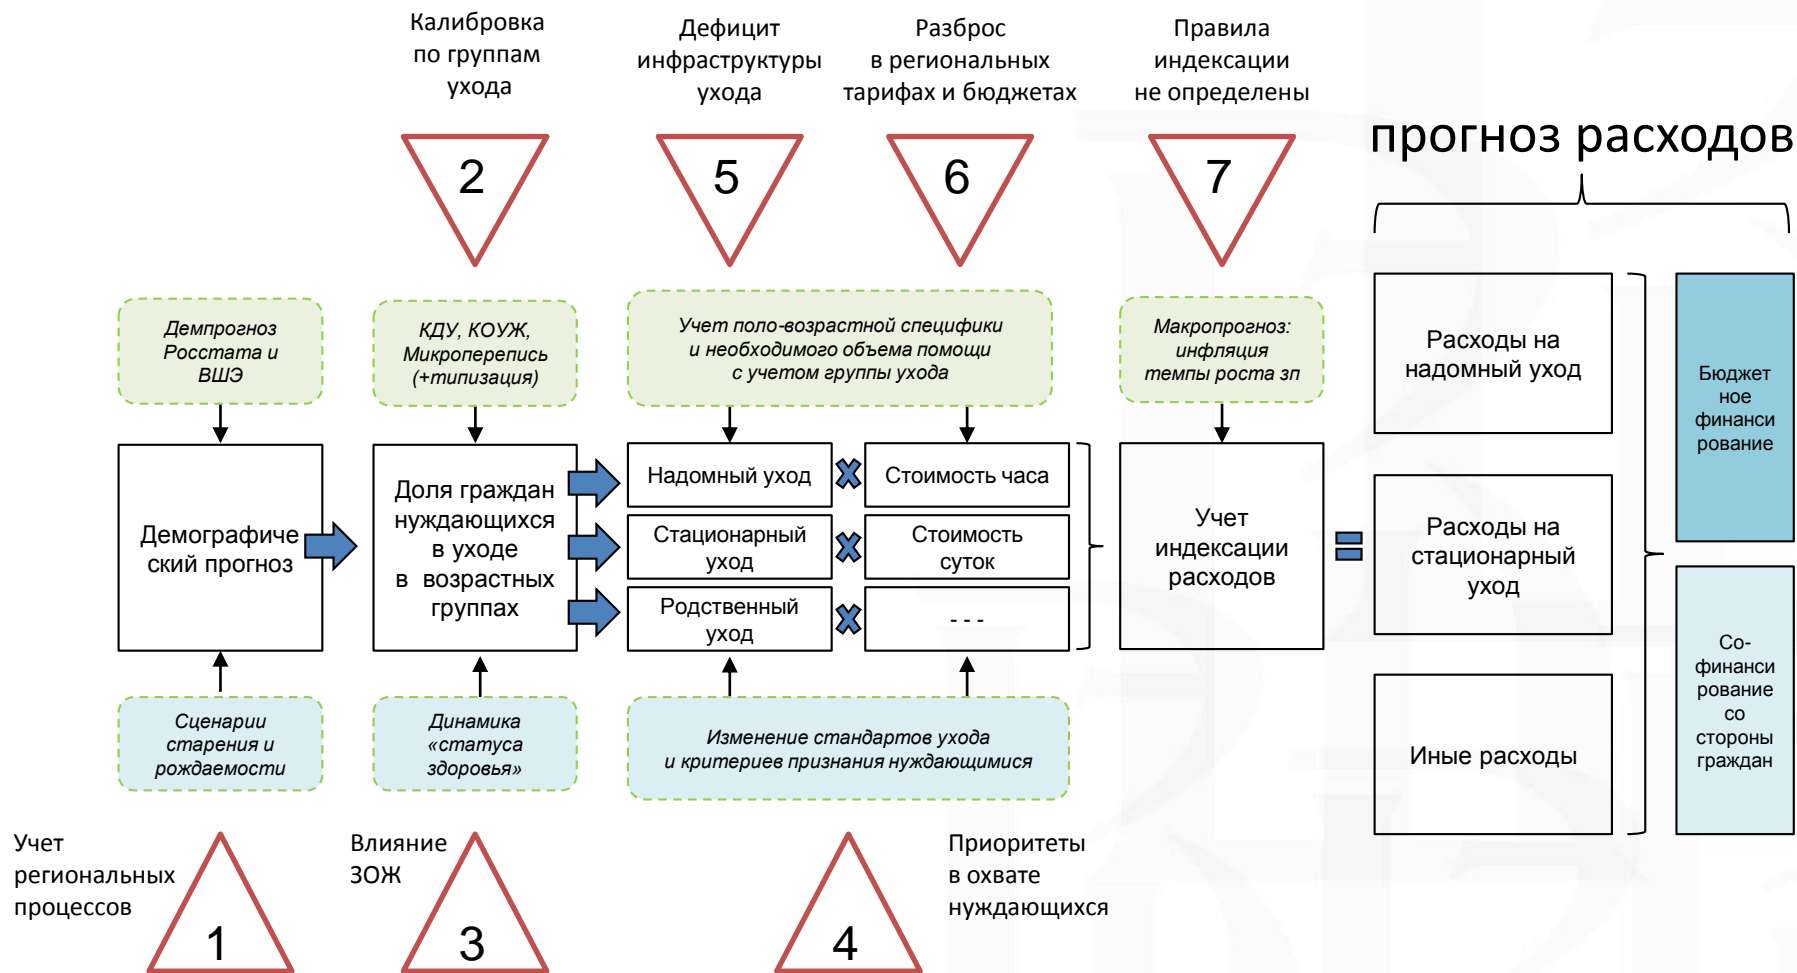 Калибровка
по группам
ухода
Дефицит
инфраструктуры
ухода
Разброс
в региональных
тарифах и бюджетах
Правила
индексации
не определены
2
5
6
7
прогноз расходов
Демпрогноз
Росстата и
ВШЭ
КДУ, КОУЖ,
Микроперепись
(+типизация)
Учет поло-возрастной специфики
и необходимого объема помощи
с учетом группы ухода
Макропрогноз:
инфляция
темпы роста зп
Демографиче
ский прогноз
Доля граждан
нуждающихся
в уходе
в возрастных
группах
Надомный уход
Стоимость часа
Стационарный
уход
Стоимость
суток
Родственный
уход
- - -
Учет
индексации
расходов
Расходы на
надомный уход
Расходы на
стационарный
уход
Иные расходы
Бюджет
ное
финанси
рование
Со-
финанси
рование
со
стороны
граждан
Сценарии
старения и
рождаемости
Динамика
«статуса
здоровья»
Изменение стандартов ухода
и критериев признания нуждающимися
Учет
региональных
процессов
1
Влияние
ЗОЖ
3
4
Приоритеты
в охвате
нуждающихся